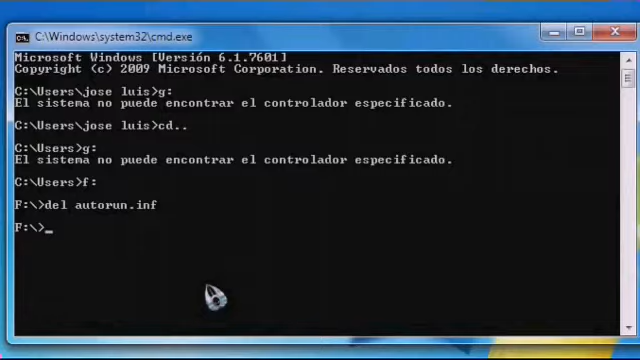 C:\Windows\system32\cmd.exe
Microsoft Windows [Versión 6.1.7601]
Copyright (c) 2009 Microsoft Corporation. Reservados todos los derechos.
C:\Users\jose luis>g:
El sistema no puede encontrar el controlador especificado.
C:\Users\jose luis>cd..
C:\Users>g:
El sistema no puede encontrar el controlador especificado.
C:\Users>f:
F:\>del autorun.inf
F:\>_